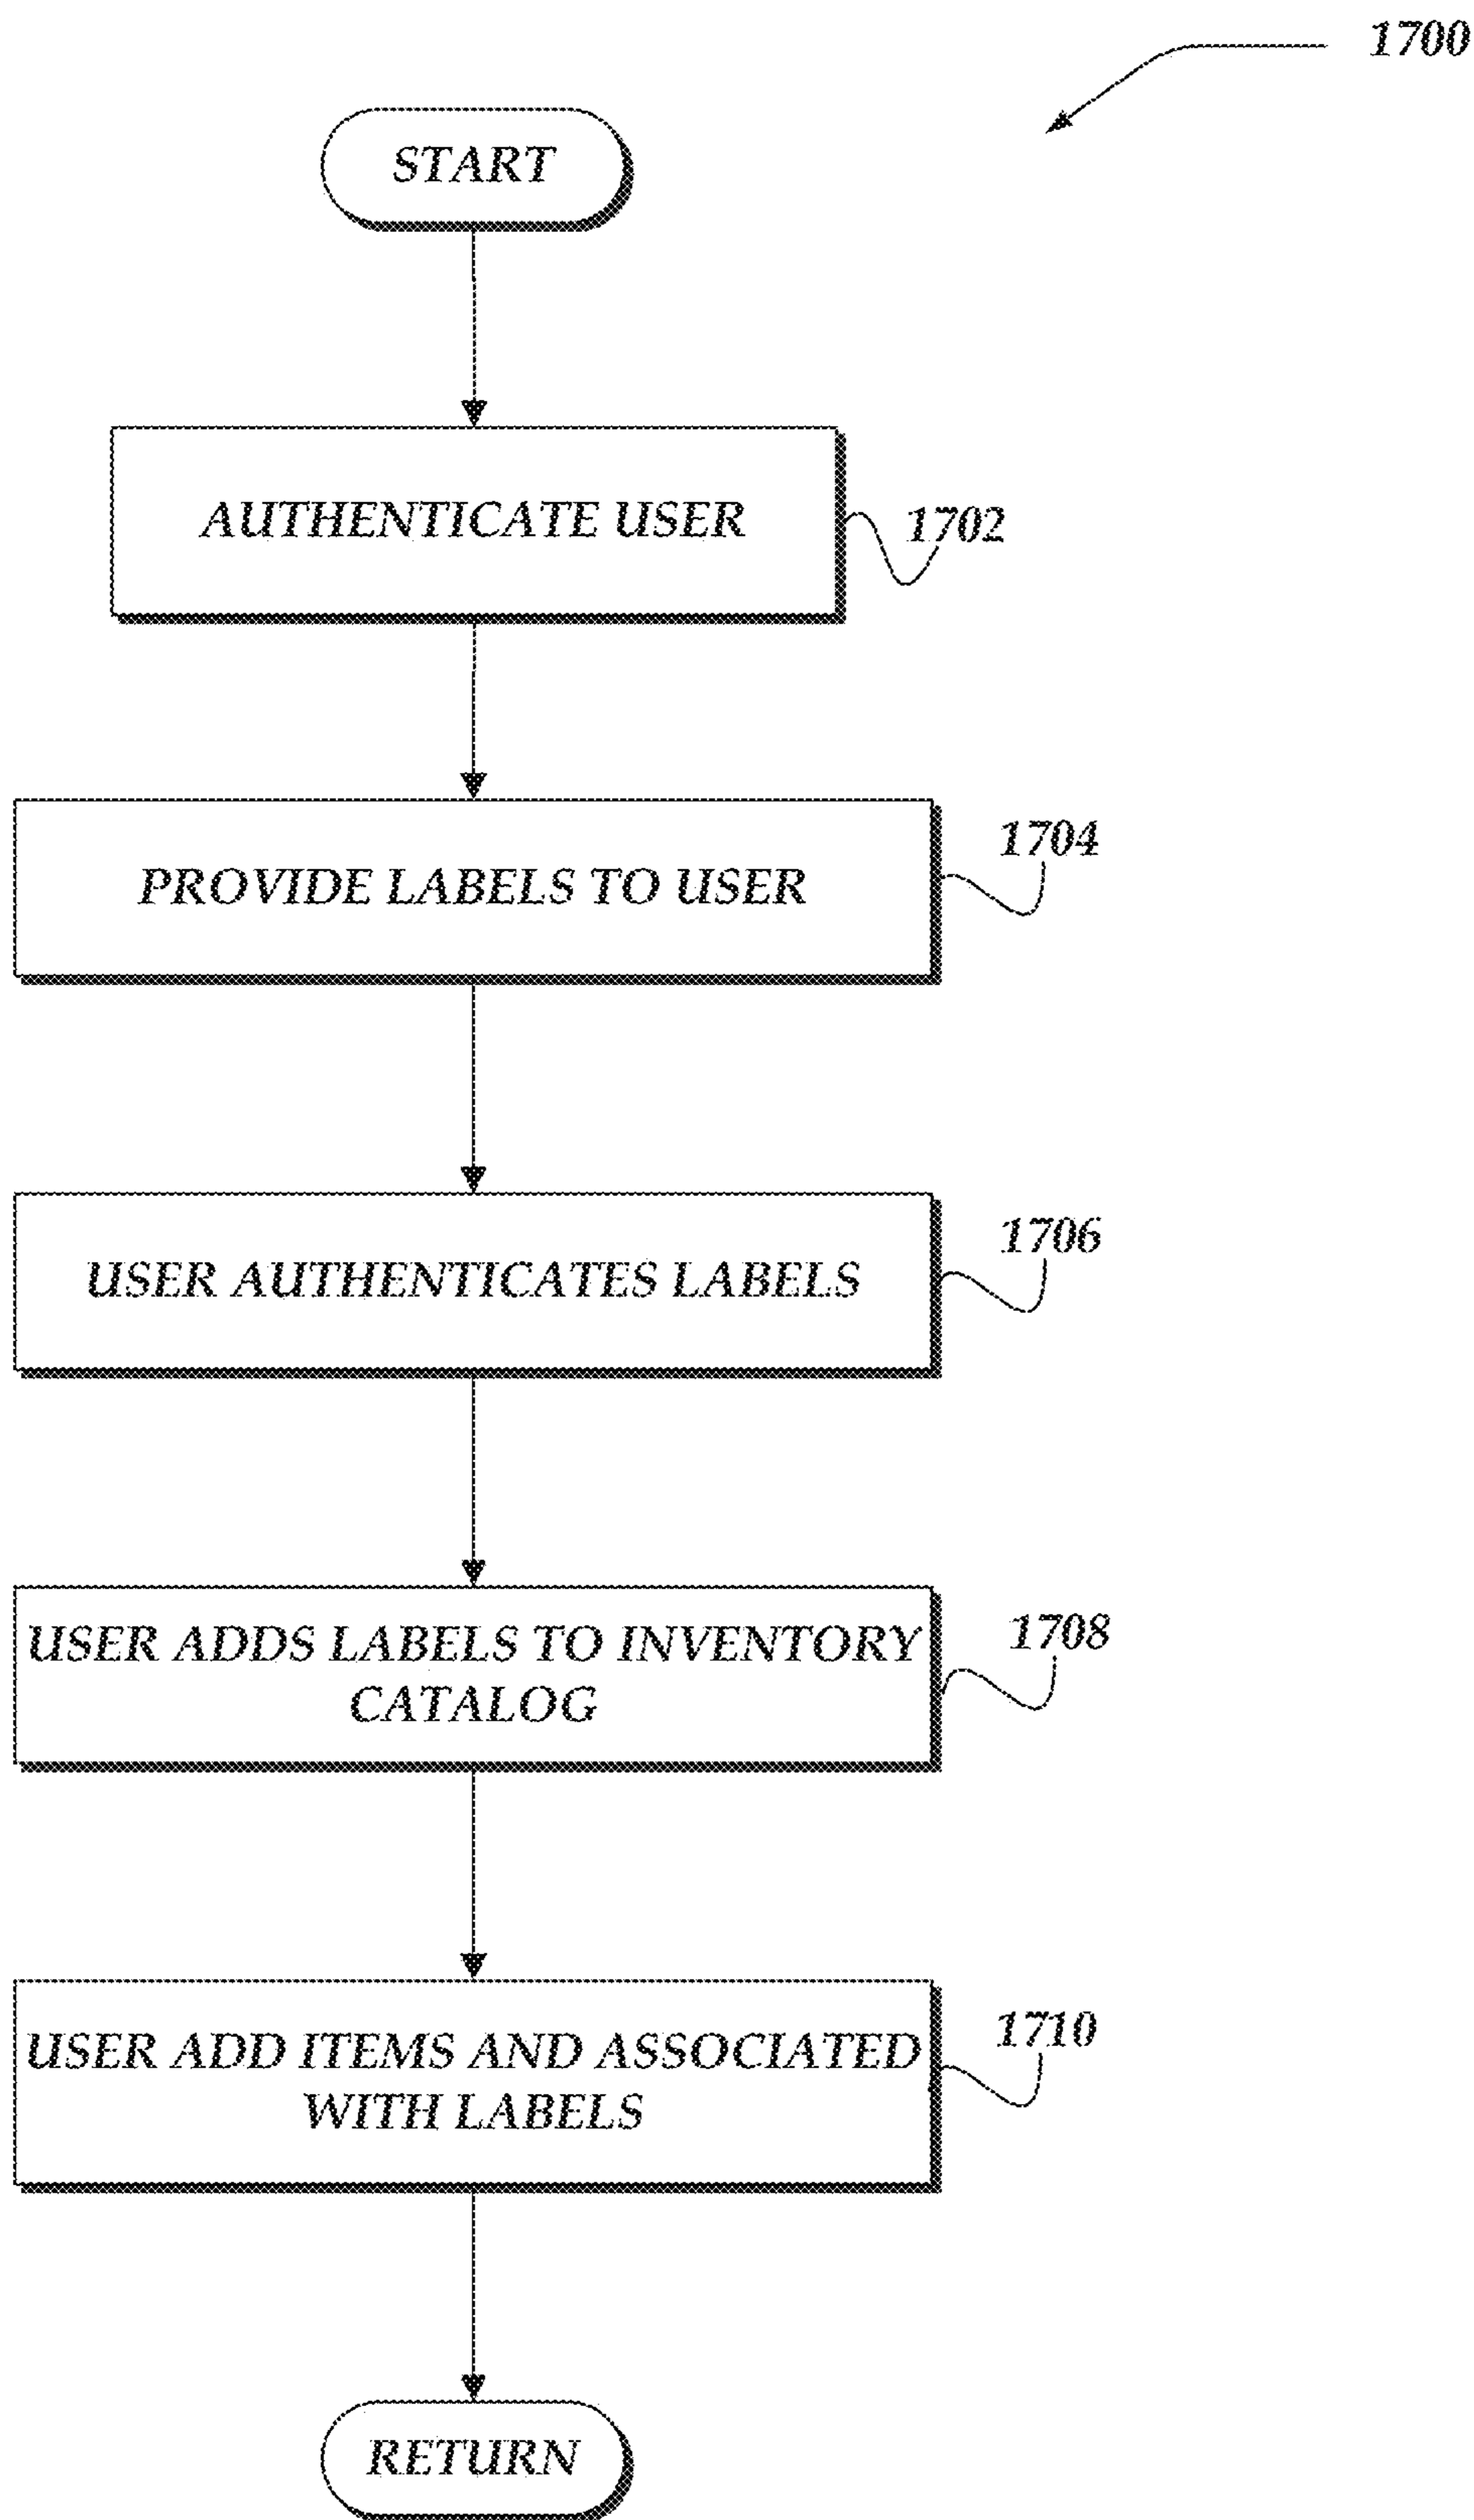 1700
START
AUTHENTICATE USER
1702
PROVIDE LABELS TO USER
1704
USER AUTHENTICATES LABELS
1706
USER ADDS LABELS TO INVENTORY
CATALOG
1708
USER ADD ITEMS AND ASSOCIATED
WITH LABELS
1710
RETURN